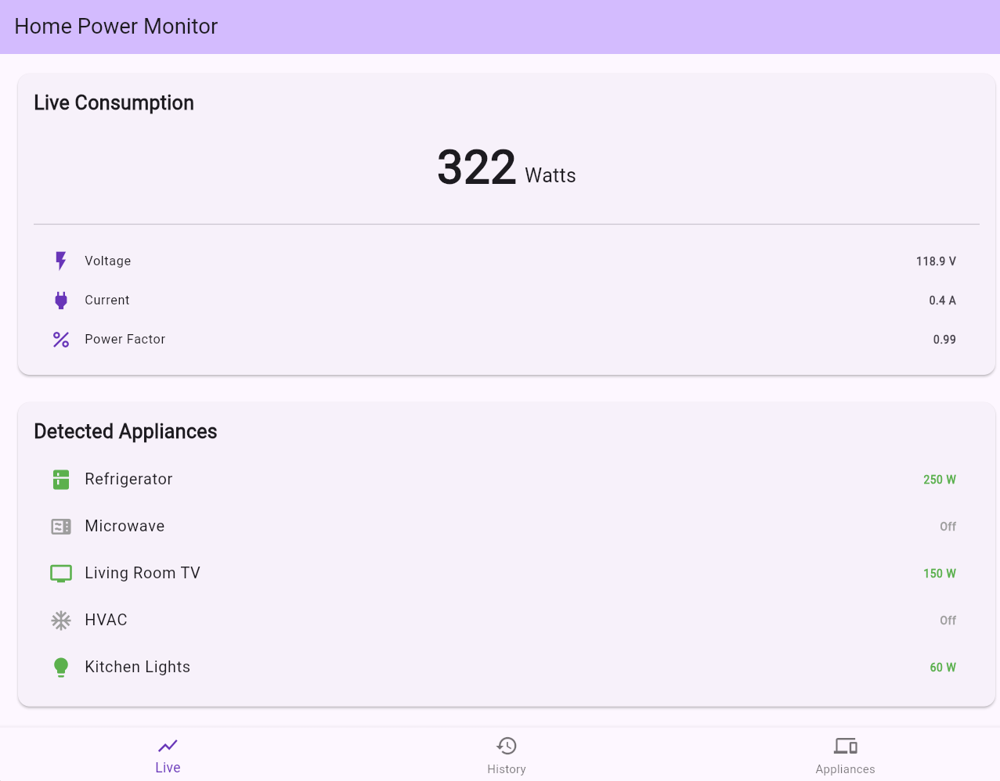 Home Power Monitor
Live Consumption
322 Watts
Voltage 118.9 V
Current 0.4 A
Power Factor 0.99
Detected Appliances
Refrigerator 250 W
Microwave Off
Living Room TV 150 W
HVAC Off
Kitchen Lights 60 W
Live History Appliances